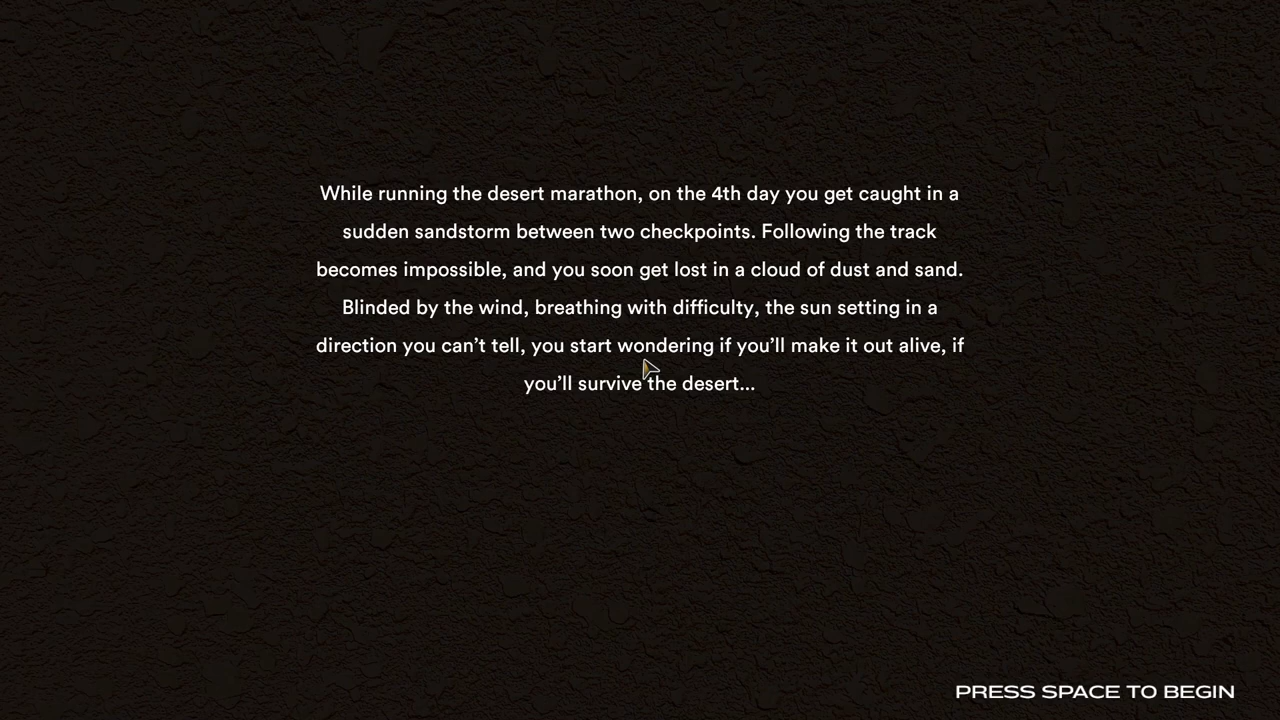 While running the desert marathon, on the 4th day you get caught in a
sudden sandstorm between two checkpoints. Following the track
becomes impossible, and you soon get lost in a cloud of dust and sand.
Blinded by the wind, breathing with difficulty, the sun setting in a
direction you can’t tell, you start wondering if you’ll make it out alive, if
you’ll survive the desert...
PRESS SPACE TO BEGIN